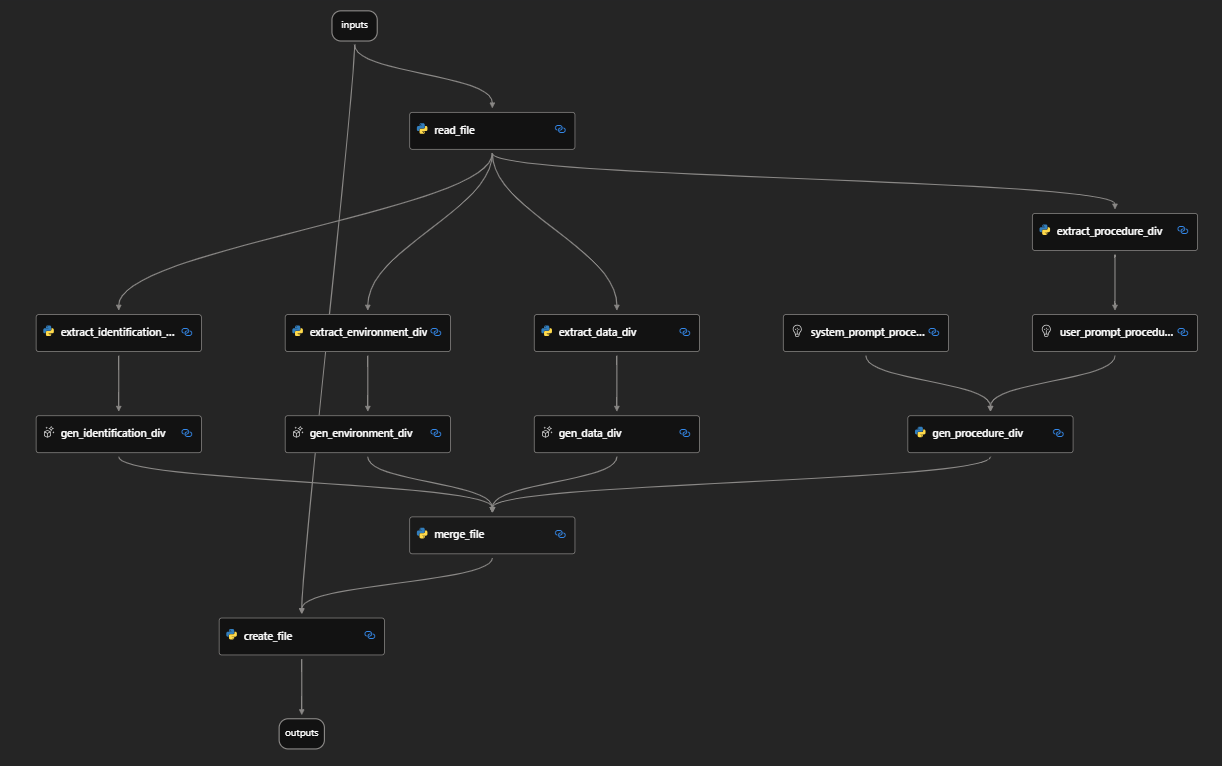 inputs
read_file
extract_procedure_div
extract_identification_...
extract_environment_div
extract_data_div
system_prompt_proce...
user_prompt_procedu...
gen_identification_div
gen_environment_div
gen_data_div
gen_procedure_div
merge_file
create_file
outputs